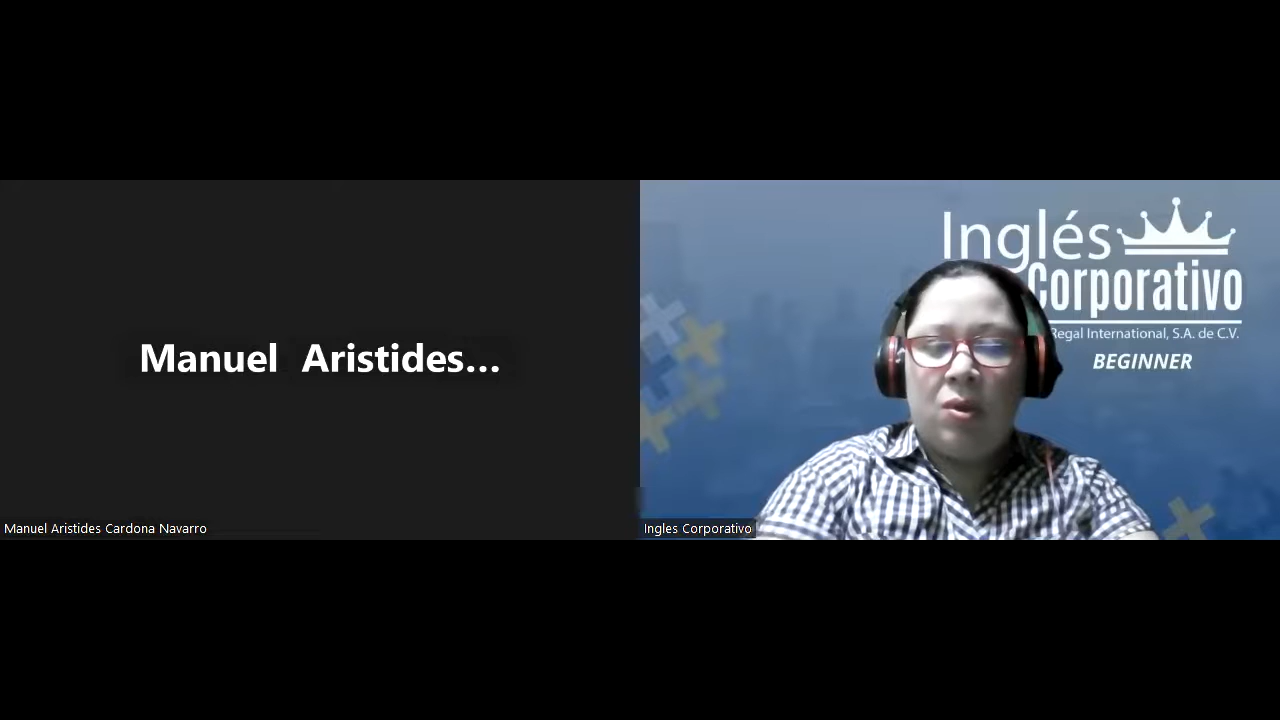 Manuel Aristides...
Manuel Aristides Cardona Navarro
Inglés
Corporativo
Regal International, S.A. de C.V.
BEGINNER
Ingles Corporativo